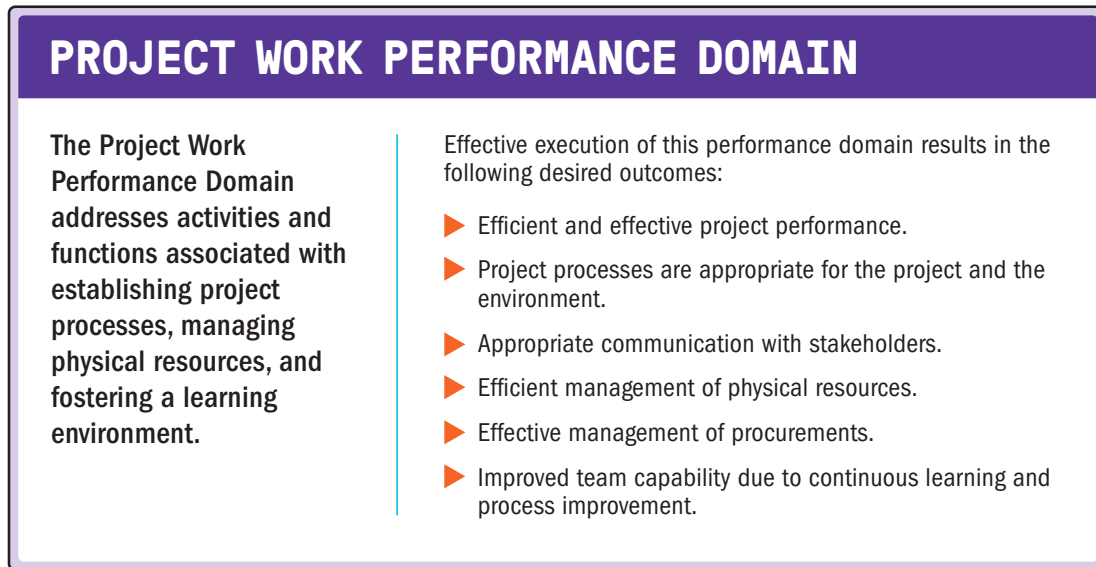 PROJECT WORK PERFORMANCE DOMAIN
The Project Work
Performance Domain
addresses activities and
functions associated with
establishing project
processes, managing
physical resources, and
fostering a learning
environment.
Effective execution of this performance domain results in the
following desired outcomes:
Efficient and effective project performance.
Project processes are appropriate for the project and the
environment.
Appropriate communication with stakeholders.
Efficient management of physical resources.
Effective management of procurements.
Improved team capability due to continuous learning and
process improvement.